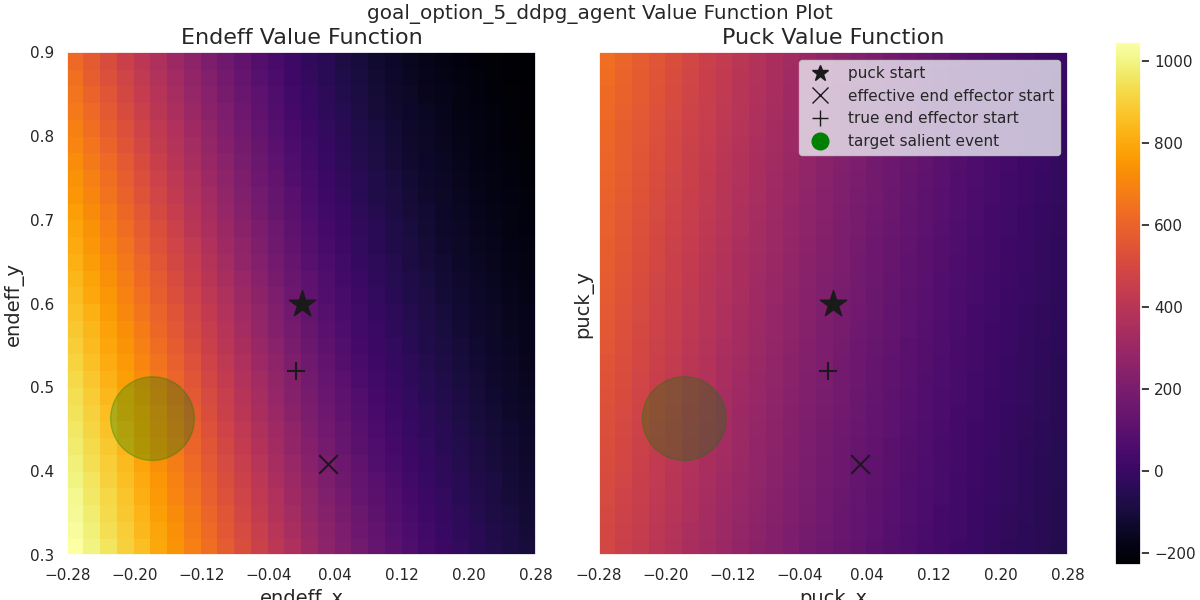 goal_option_5_ddpg_agent Value Function Plot
Endeff Value Function
Puck Value Function
0.9
0.8
0.7
0.6
0.5
0.4
0.3
endeff_y
−0.28 −0.20 −0.12 −0.04 0.04 0.12 0.20 0.28
endeff_x
puck start
effective end effector start
true end effector start
target salient event
puck_y
−0.28 −0.20 −0.12 −0.04 0.04 0.12 0.20 0.28
puck_x
1000
800
600
400
200
0
−200